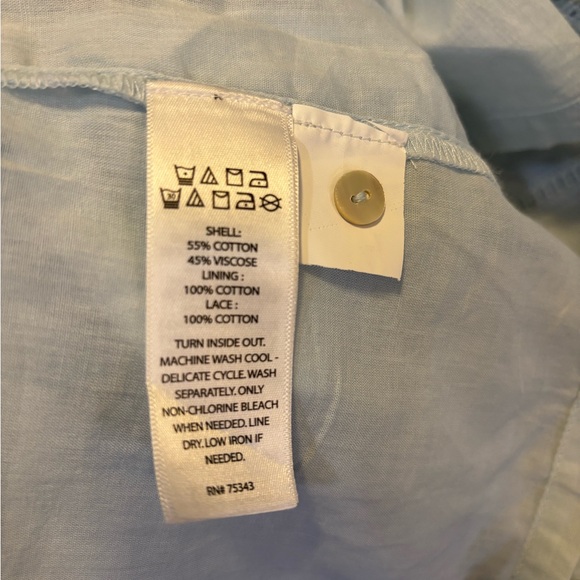 30
SHELL:
55% COTTON
45% VISCOSE
LINING :
100% COTTON
LACE :
100% COTTON
TURN INSIDE OUT.
MACHINE WASH COOL -
DELICATE CYCLE. WASH
SEPARATELY. ONLY
NON-CHLORINE BLEACH
WHEN NEEDED. LINE
DRY. LOW IRON IF
NEEDED.
RN# 75343